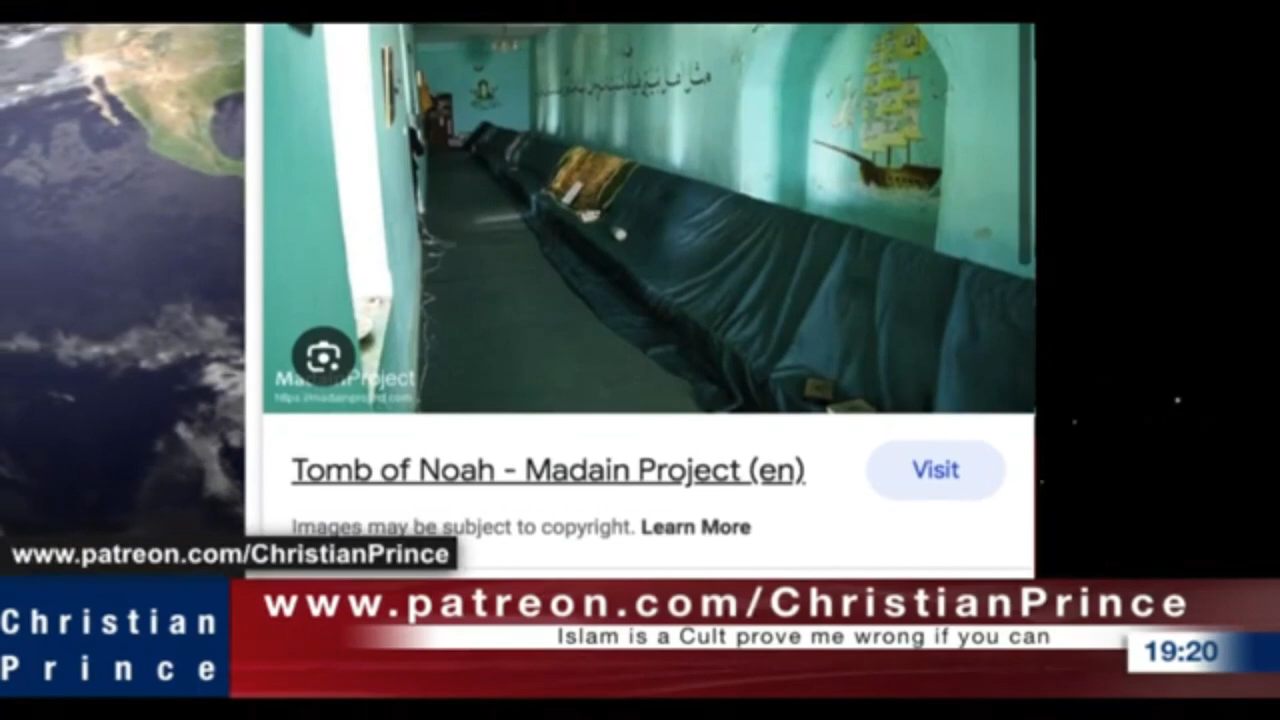 MadainProject
Tomb of Noah - Madain Project (en)
Visit
Images may be subject to copyright. Learn More
www.patreon.com/ChristianPrince
Christian
Prince
www.patreon.com/ChristianPrince
Islam is a Cult prove me wrong if you can
19:20